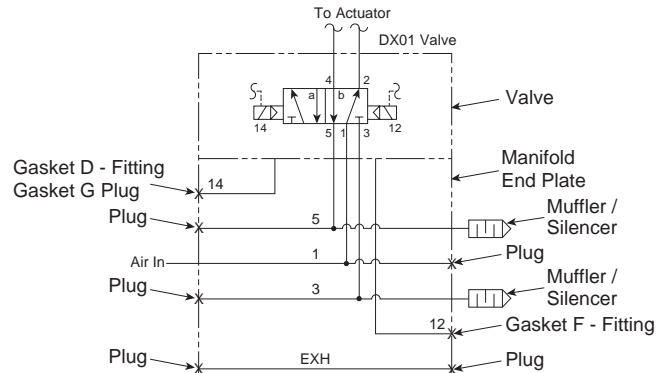 To Actuator
DX01 Valve
4 2
a b
14 12
5 1 3
Valve
Gasket D - Fitting
Gasket G Plug
14
Manifold
End Plate
Plug
5
Muffler /
Silencer
Air In
1
Plug
Plug
3
Muffler /
Silencer
12
Gasket F - Fitting
Plug
EXH
Plug